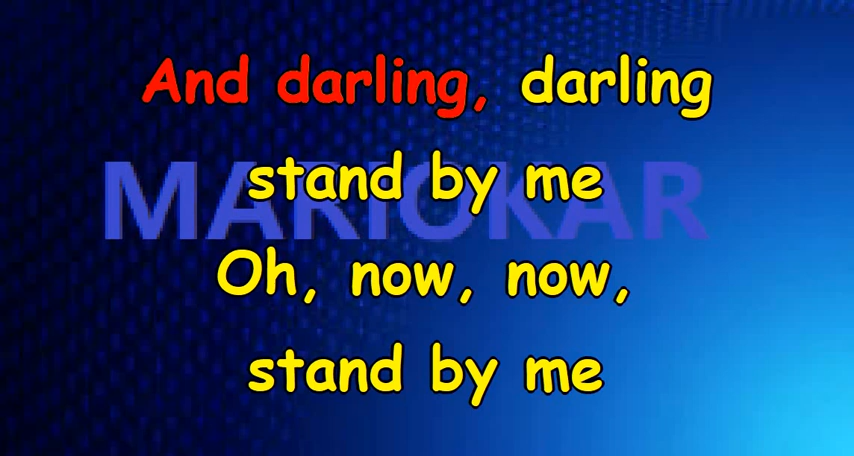 And darling, darling
stand by me
MARIOKAR
Oh, now, now,
stand by me